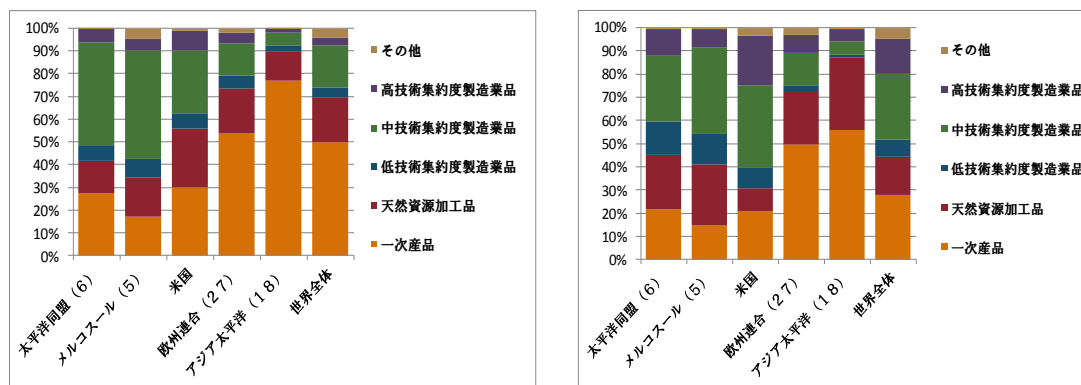 100%
90%
80%
70%
60%
50%
40%
30%
20%
10%
0%
太平洋同盟（6）
メルコスール（5）
米国
欧州連合（27）
アジア太平洋（18）
世界全体
その他
高技術集約度製造業品
中技術集約度製造業品
低技術集約度製造業品
天然資源加工品
一次産品
100%
90%
80%
70%
60%
50%
40%
30%
20%
10%
0%
太平洋同盟（6）
メルコスール（5）
米国
欧州連合（27）
アジア太平洋（18）
世界全体
その他
高技術集約度製造業品
中技術集約度製造業品
低技術集約度製造業品
天然資源加工品
一次産品